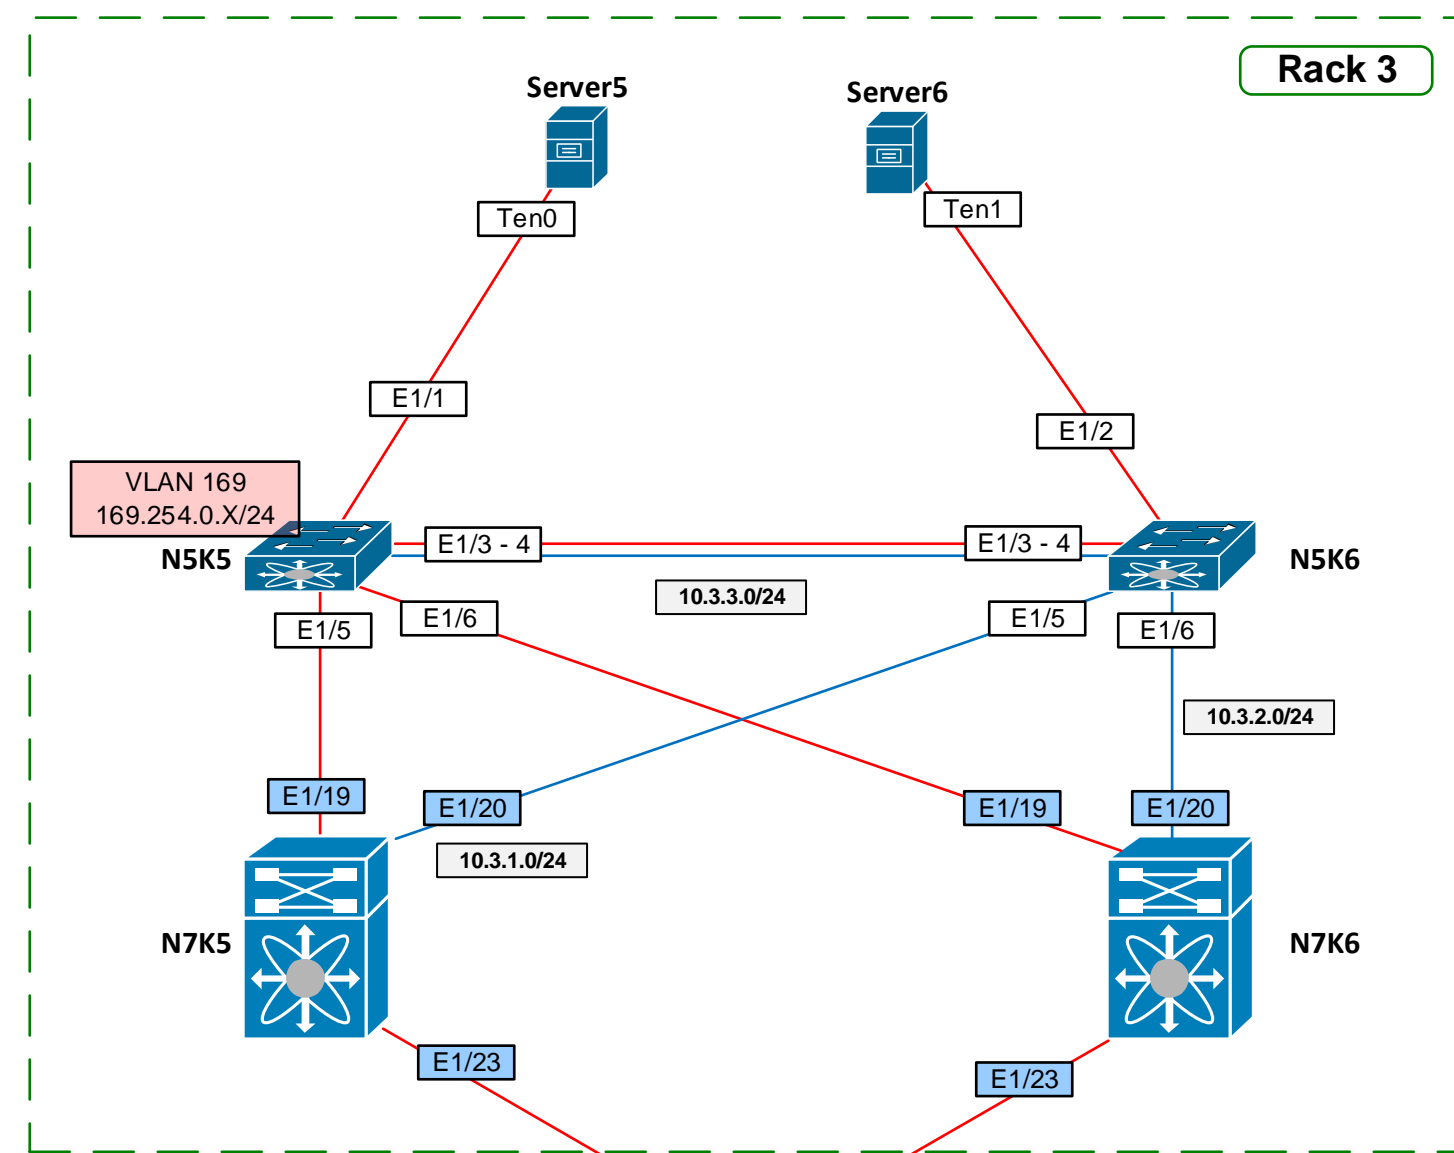 Rack 3
Server5
Server6
Ten0
Ten1
E1/1
E1/2
VLAN 169
169.254.0.X/24
N5K5
E1/3 - 4
E1/3 - 4
N5K6
10.3.3.0/24
E1/5
E1/6
E1/5
E1/6
10.3.2.0/24
E1/19
E1/20
E1/19
E1/20
10.3.1.0/24
N7K5
N7K6
E1/23
E1/23